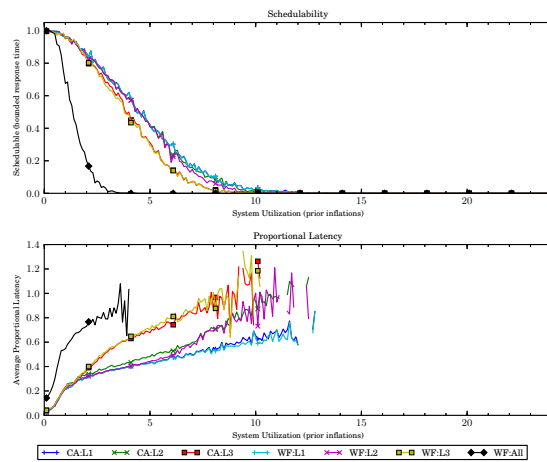 Schedulability
1.0
0.8
0.6
0.4
0.2
0.0
Schedulable (bounded response time)
0 5 10 15 20
System Utilization (prior inflations)
Proportional Latency
1.4
1.2
1.0
0.8
0.6
0.4
0.2
0.0
Average Proportional Latency
0 5 10 15 20
System Utilization (prior inflations)
CA:L1 CA:L2 CA:L3 WF:L1 WF:L2 WF:L3 WF:All